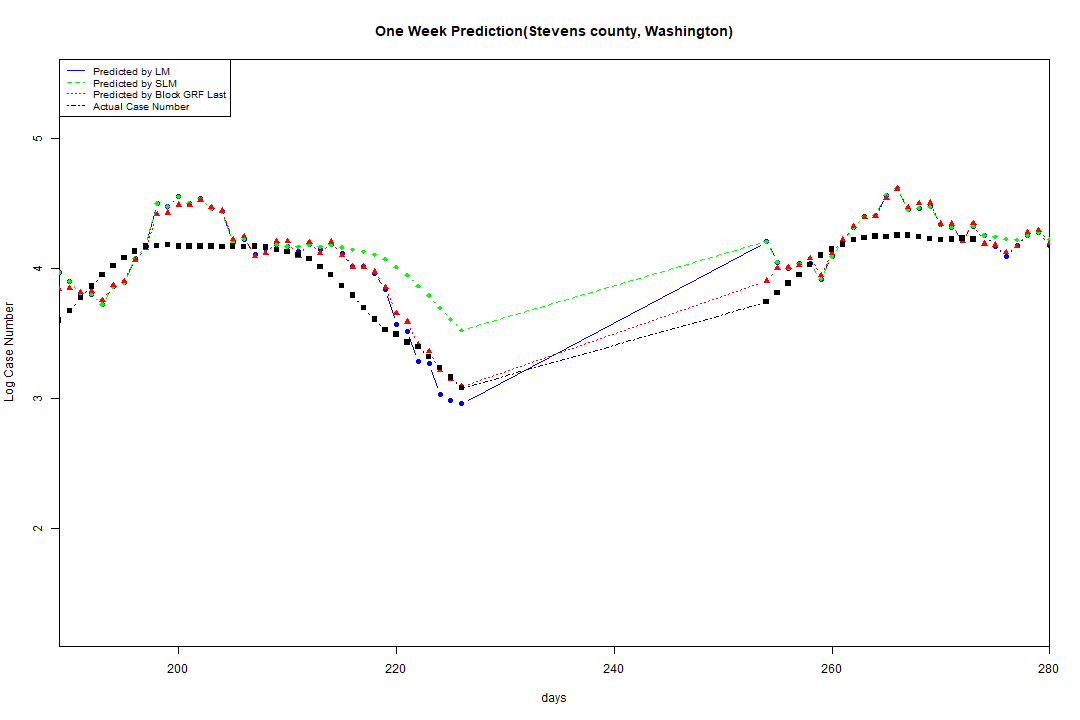 One Week Prediction(Stevens county, Washington)
Predicted by LM
Predicted by SLM
Predicted by Block GRF Last
Actual Case Number
5
4
3
2
Log Case Number
200 220 240 260 280
days